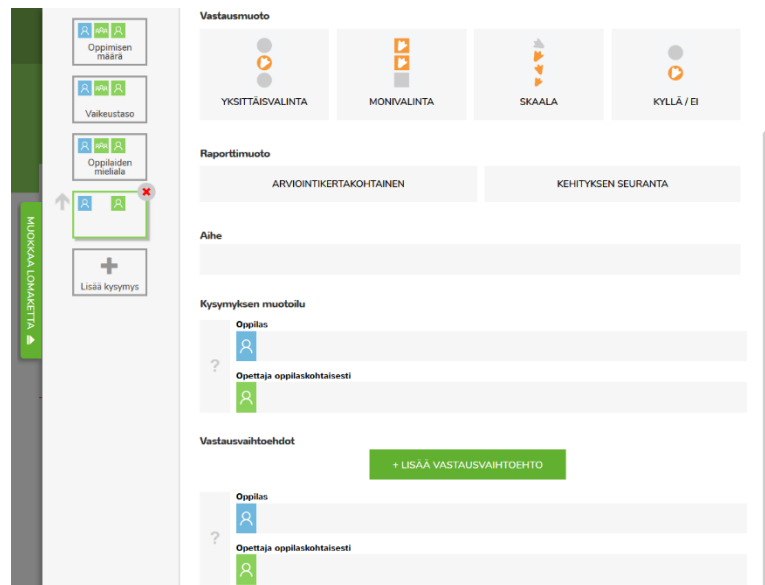 Oppimisen
määrä
Vaikeustaso
Oppilaiden
mieliala
Lisää kysymys
MUOKKAA LOMAKETTA
Vastausmuoto
YKSITTÄISVALINTA
MONIVALINTA
SKAALA
KYLLÄ / EI
Raporttimuoto
ARVIOINTIKERTAKOHTAINEN
KEHITYKSEN SEURANTA
Aihe
Kysymyksen muotoilu
?
Oppilas
Opettaja oppilaskohtaisesti
Vastausvaihtoehdot
+ LISÄÄ VASTAUSVAIHTOEHTO
?
Oppilas
Opettaja oppilaskohtaisesti